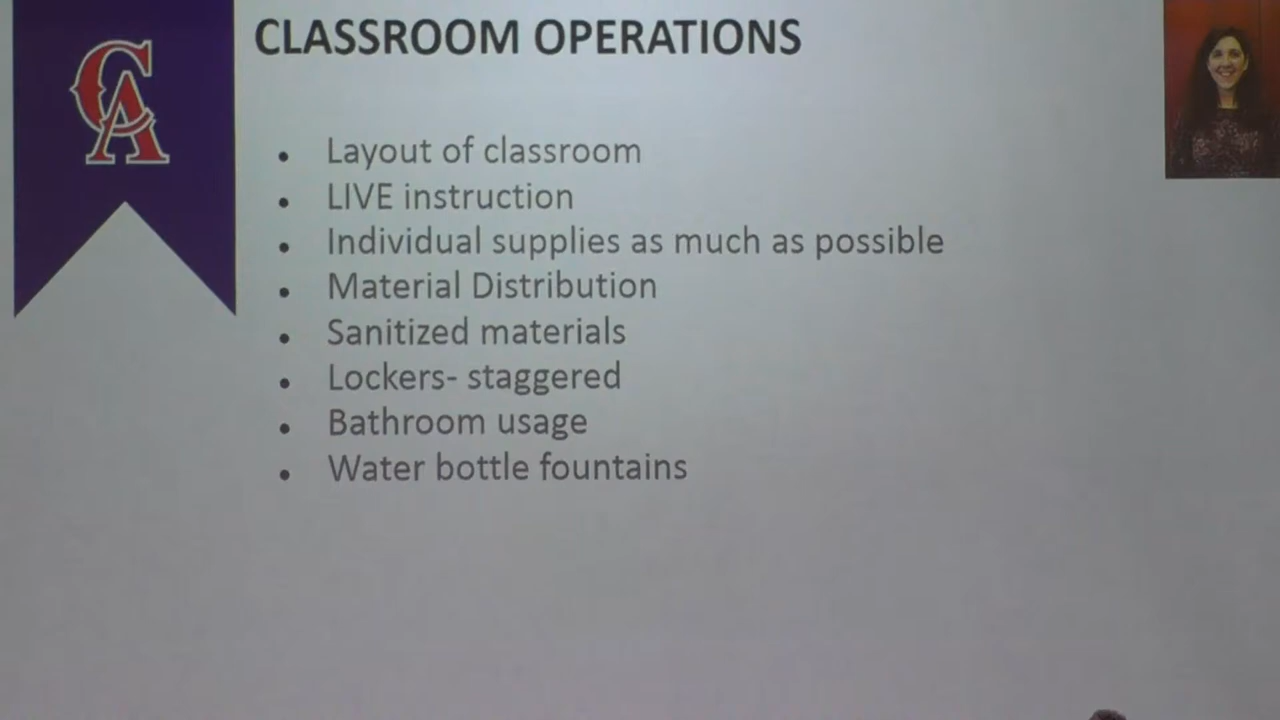 CLASSROOM OPERATIONS
CA
Layout of classroom
LIVE instruction
Individual supplies as much as possible
Material Distribution
Sanitized materials
Lockers- staggered
Bathroom usage
Water bottle fountains